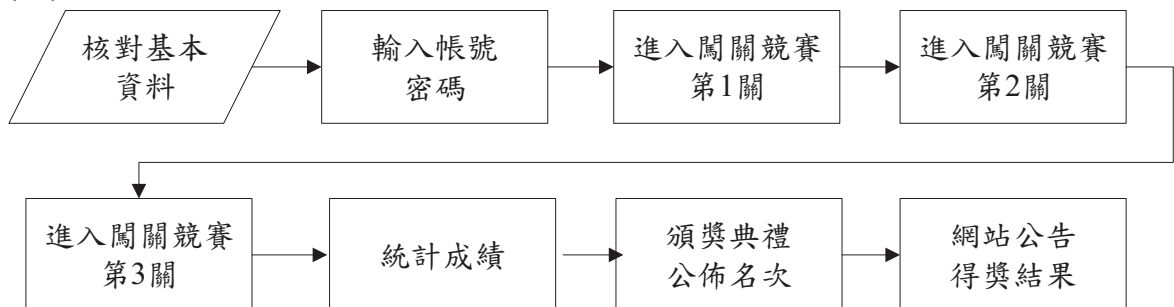 核對基本
資料
輸入帳號
密碼
進入闖關競賽
第1關
進入闖關競賽
第2關
進入闖關競賽
第3關
統計成績
頒獎典禮
公佈名次
網站公告
得獎結果